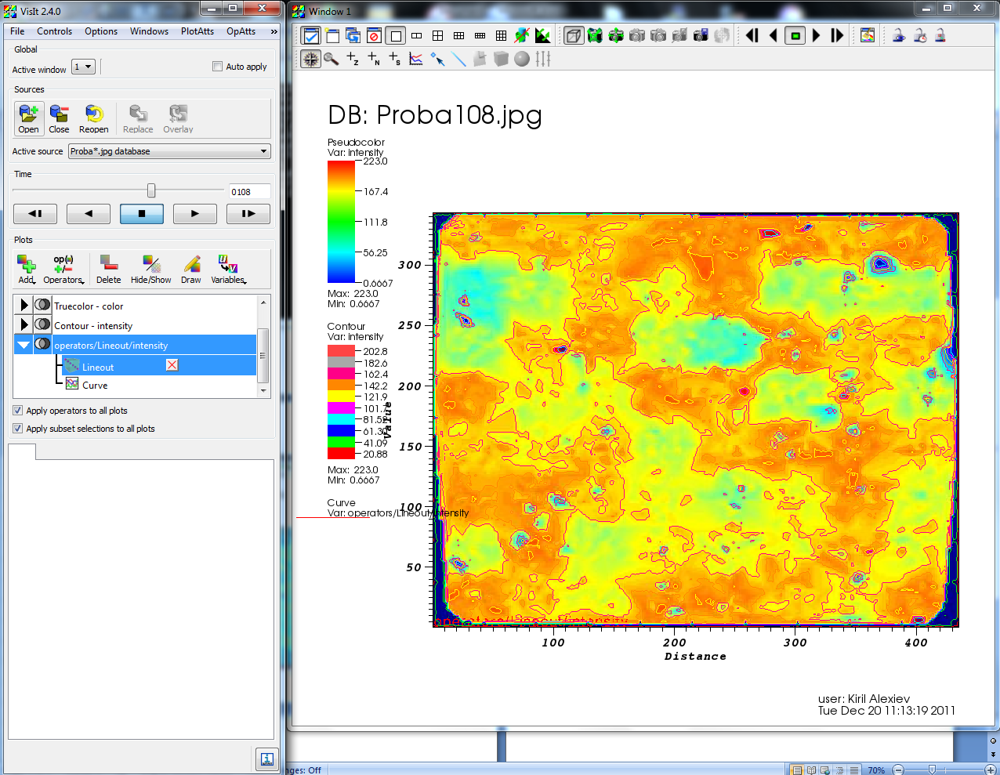 VisIt 2.4.0
File Controls Options Windows PlotAtts OpAtts »
Global
Active window 1 Auto apply
Sources
Open Close Reopen Replace Overlay
Active source Proba*.jpg database
Time
0108
Plots
op(=)
Add Operators Delete Hide/Show Draw Variables
Truecolor - color
Contour - intensity
operators/Lineout/intensity
Lineout
Curve
Apply operators to all plots
Apply subset selections to all plots
Window 1
Z N S
DB: Proba108.jpg
Pseudocolor
Var: intensity
223.0
167.4
111.8
56.25
0.6667
Max: 223.0
Min: 0.6667
Contour
Var: intensity
202.8
182.6
162.4
142.2
121.9
41.09
20.88
Max: 223.0
Min: 0.6667
Curve
Var: operators/Lineout/intensity
Value
300
250
200
150
100
50
operators/Lineout/intensity
100 200 300 400
Distance
user: Kiril Alexiev
Tue Dec 20 11:13:19 2011
nges: Off
70%